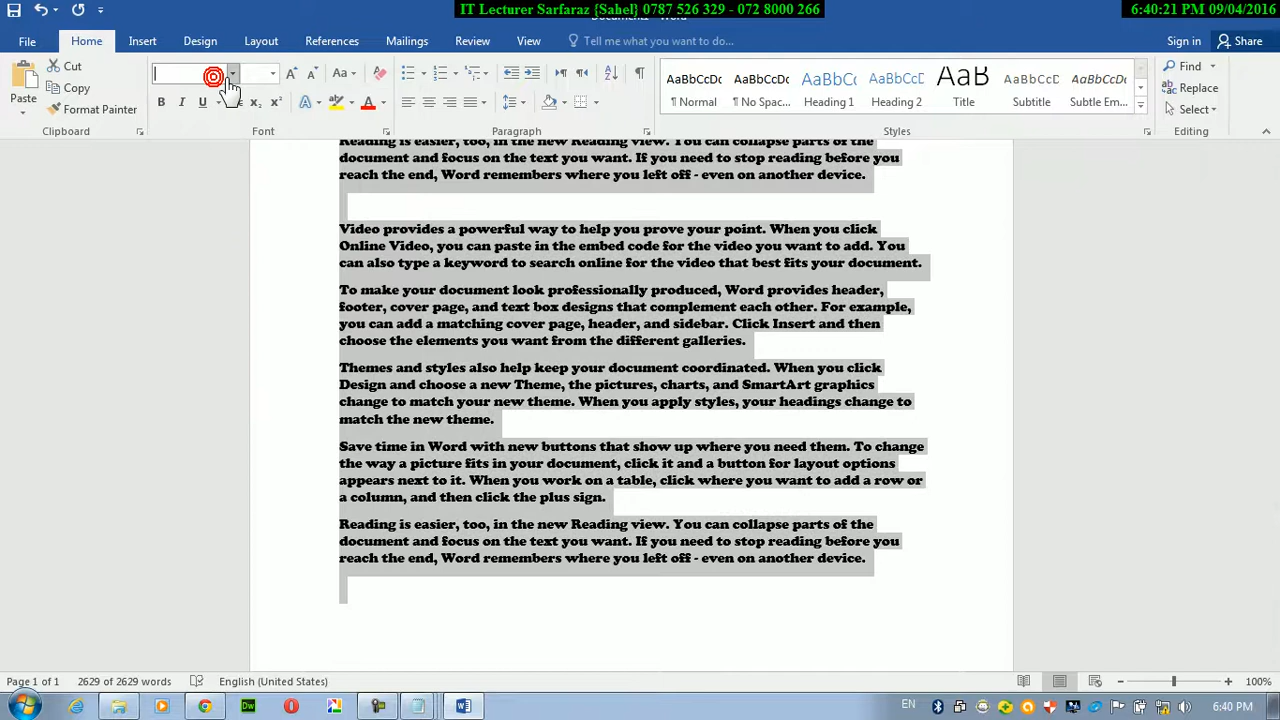 IT Lecturer Sarfaraz {Sahel} 0787 526 329 - 072 8000 266
6:40:21 PM 09/04/2016
File Home Insert Design Layout References Mailings Review View Tell me what you want to do... Sign in Share
Cut
Copy
Format Painter
Paste
Clipboard
Font
Paragraph
AaBbCcDc AaBbCcDc AaBbCc AaBbCcD AaB AaBbCcD AaBbCcD
¶ Normal ¶ No Spac... Heading 1 Heading 2 Title Subtitle Subtle Em...
Styles
Find
Replace
Select
Editing
Reading is easier, too, in the new Reading view. You can collapse parts of the
document and focus on the text you want. If you need to stop reading before you
reach the end, Word remembers where you left off - even on another device.
Video provides a powerful way to help you prove your point. When you click
Online Video, you can paste in the embed code for the video you want to add. You
can also type a keyword to search online for the video that best fits your document.
To make your document look professionally produced, Word provides header,
footer, cover page, and text box designs that complement each other. For example,
you can add a matching cover page, header, and sidebar. Click Insert and then
choose the elements you want from the different galleries.
Themes and styles also help keep your document coordinated. When you click
Design and choose a new Theme, the pictures, charts, and SmartArt graphics
change to match your new theme. When you apply styles, your headings change to
match the new theme.
Save time in Word with new buttons that show up where you need them. To change
the way a picture fits in your document, click it and a button for layout options
appears next to it. When you work on a table, click where you want to add a row or
a column, and then click the plus sign.
Reading is easier, too, in the new Reading view. You can collapse parts of the
document and focus on the text you want. If you need to stop reading before you
reach the end, Word remembers where you left off - even on another device.
Page 1 of 1 2629 of 2629 words English (United States) 100%
EN 6:40 PM